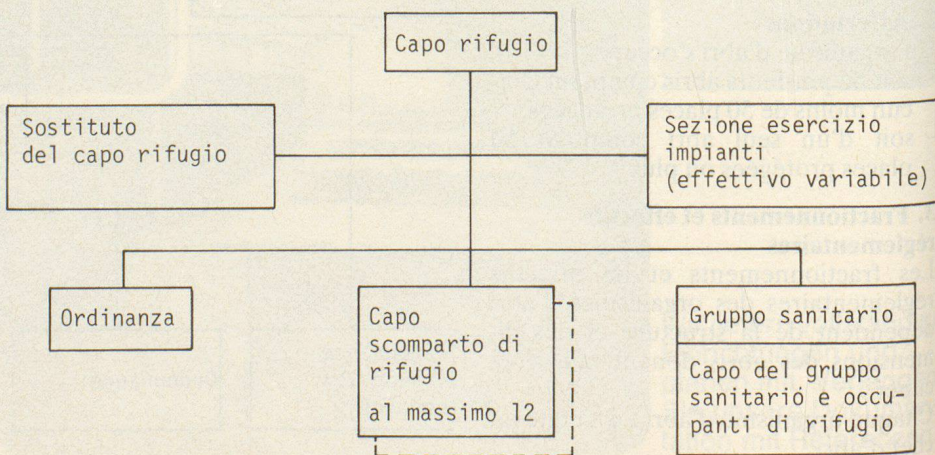 Capo rifugio
Sostituto
del capo rifugio
Sezione esercizio
impianti
(effettivo variabile)
Ordinanza
Capo
scomparto di
rifugio
al massimo 12
Gruppo sanitario
Capo del gruppo
sanitario e occu-
panti di rifugio